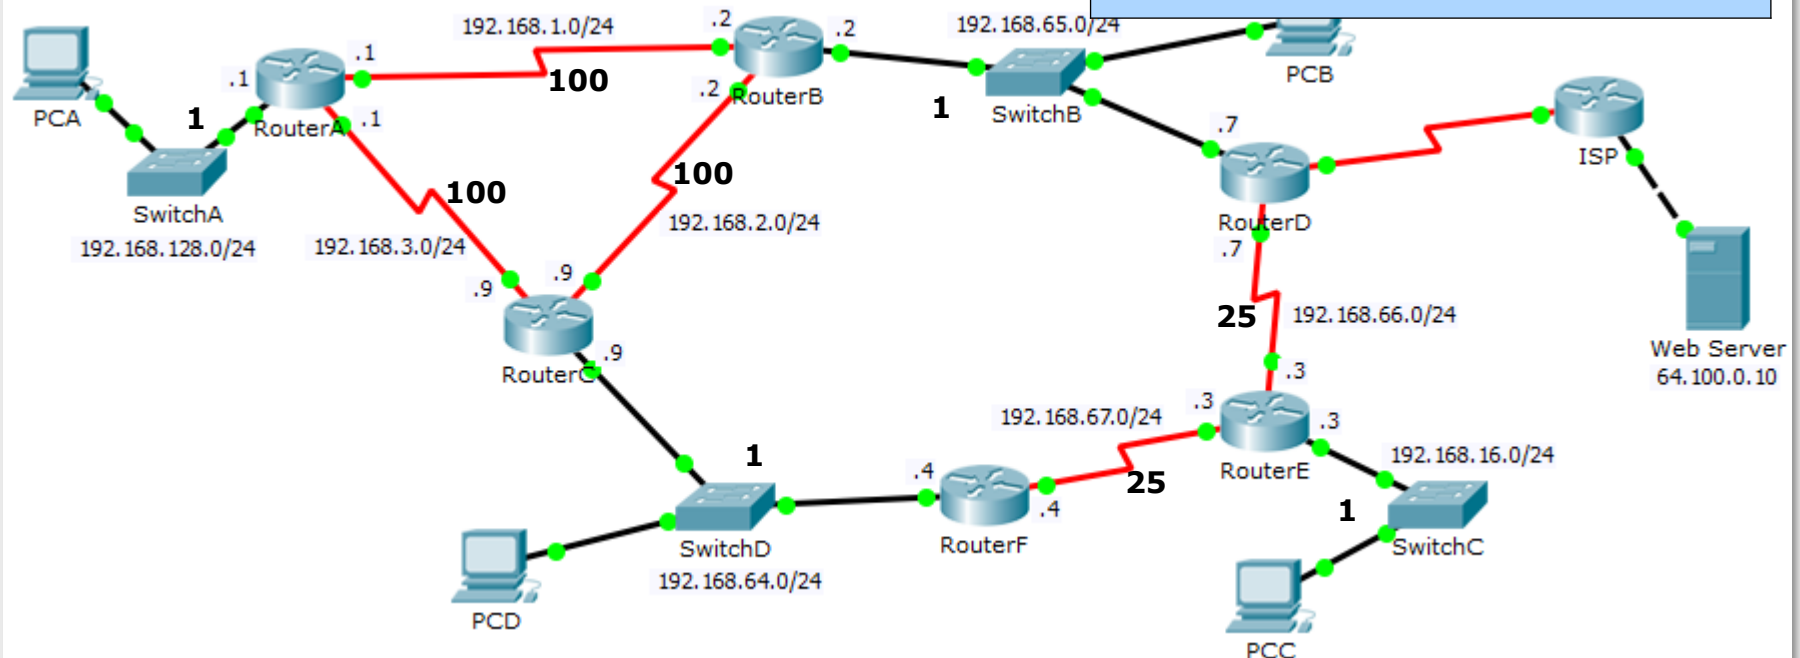 192.168.1.0/24
.2
.2
192.168.65.0/24
.1
.1
100
PCA
1
RouterA
.1
.2
RouterB
1
SwitchB
PCB
.7
ISP
100
100
SwitchA
192.168.128.0/24
192.168.3.0/24
192.168.2.0/24
RouterD
.7
.9
.9
25
192.168.66.0/24
Web Server
64.100.0.10
RouterC
.9
.3
192.168.67.0/24
.3
.3
192.168.16.0/24
RouterE
1
.4
25
.4
1
RouterF
SwitchD
192.168.64.0/24
SwitchC
PCD
PCC